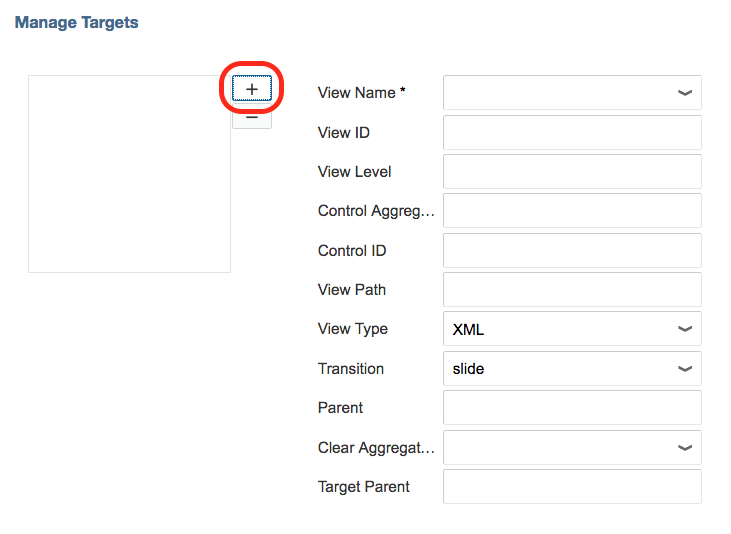 Manage Targets
+
−
View Name *
View ID
View Level
Control Aggreg...
Control ID
View Path
View Type XML
Transition slide
Parent
Clear Aggregat...
Target Parent